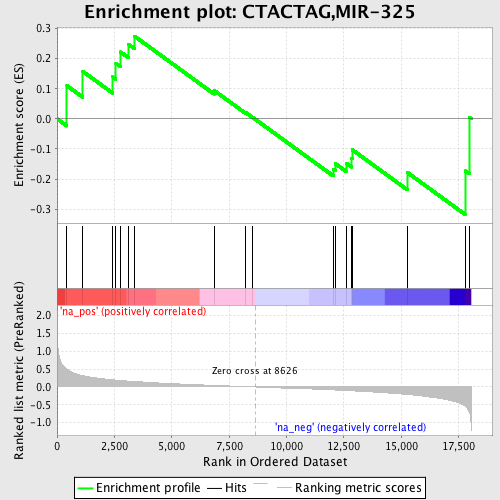 Enrichment plot: CTACTAG,MIR-325
Enrichment score (ES)
0.3
0.2
0.1
0.0
-0.1
-0.2
-0.3
'na_pos' (positively correlated)
Ranked list metric (PreRanked)
2.0
1.5
1.0
0.5
0.0
-0.5
-1.0
Zero cross at 8626
'na_neg' (negatively correlated)
0 2,500 5,000 7,500 10,000 12,500 15,000 17,500
Rank in Ordered Dataset
Enrichment profile Hits Ranking metric scores